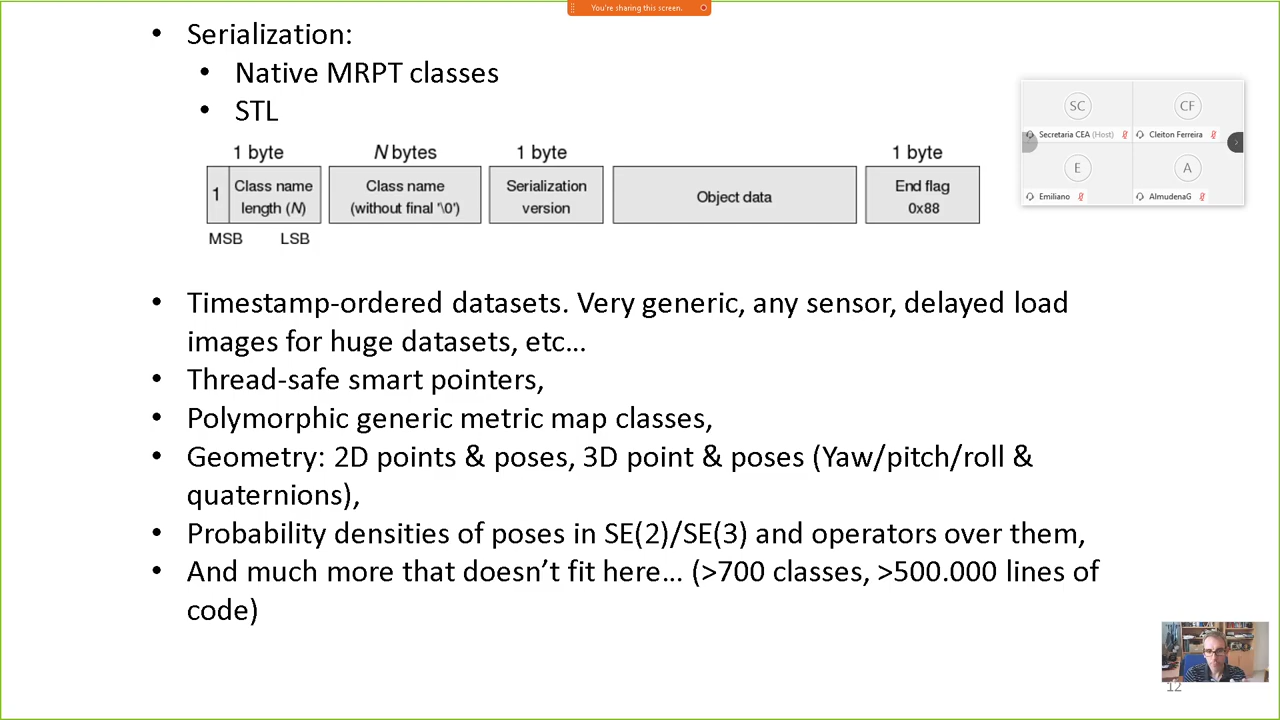 You're sharing this screen.
• Serialization:
• Native MRPT classes
• STL
1 byte
N bytes
1 byte
1 byte
1
Class name
length (N)
Class name
(without final '\0')
Serialization
version
Object data
End flag
0x88
MSB
LSB
SC
CF
Secretaria CEA (Host)
Cleiton Ferreira
E
A
Emiliano
AlmudenaG
• Timestamp-ordered datasets. Very generic, any sensor, delayed load
images for huge datasets, etc...
• Thread-safe smart pointers,
• Polymorphic generic metric map classes,
• Geometry: 2D points & poses, 3D point & poses (Yaw/pitch/roll &
quaternions),
• Probability densities of poses in SE(2)/SE(3) and operators over them,
• And much more that doesn’t fit here... (>700 classes, >500.000 lines of
code)
12